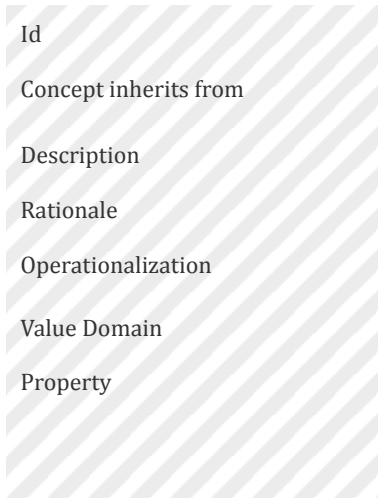 Id
Concept inherits from
Description
Rationale
Operationalization
Value Domain
Property